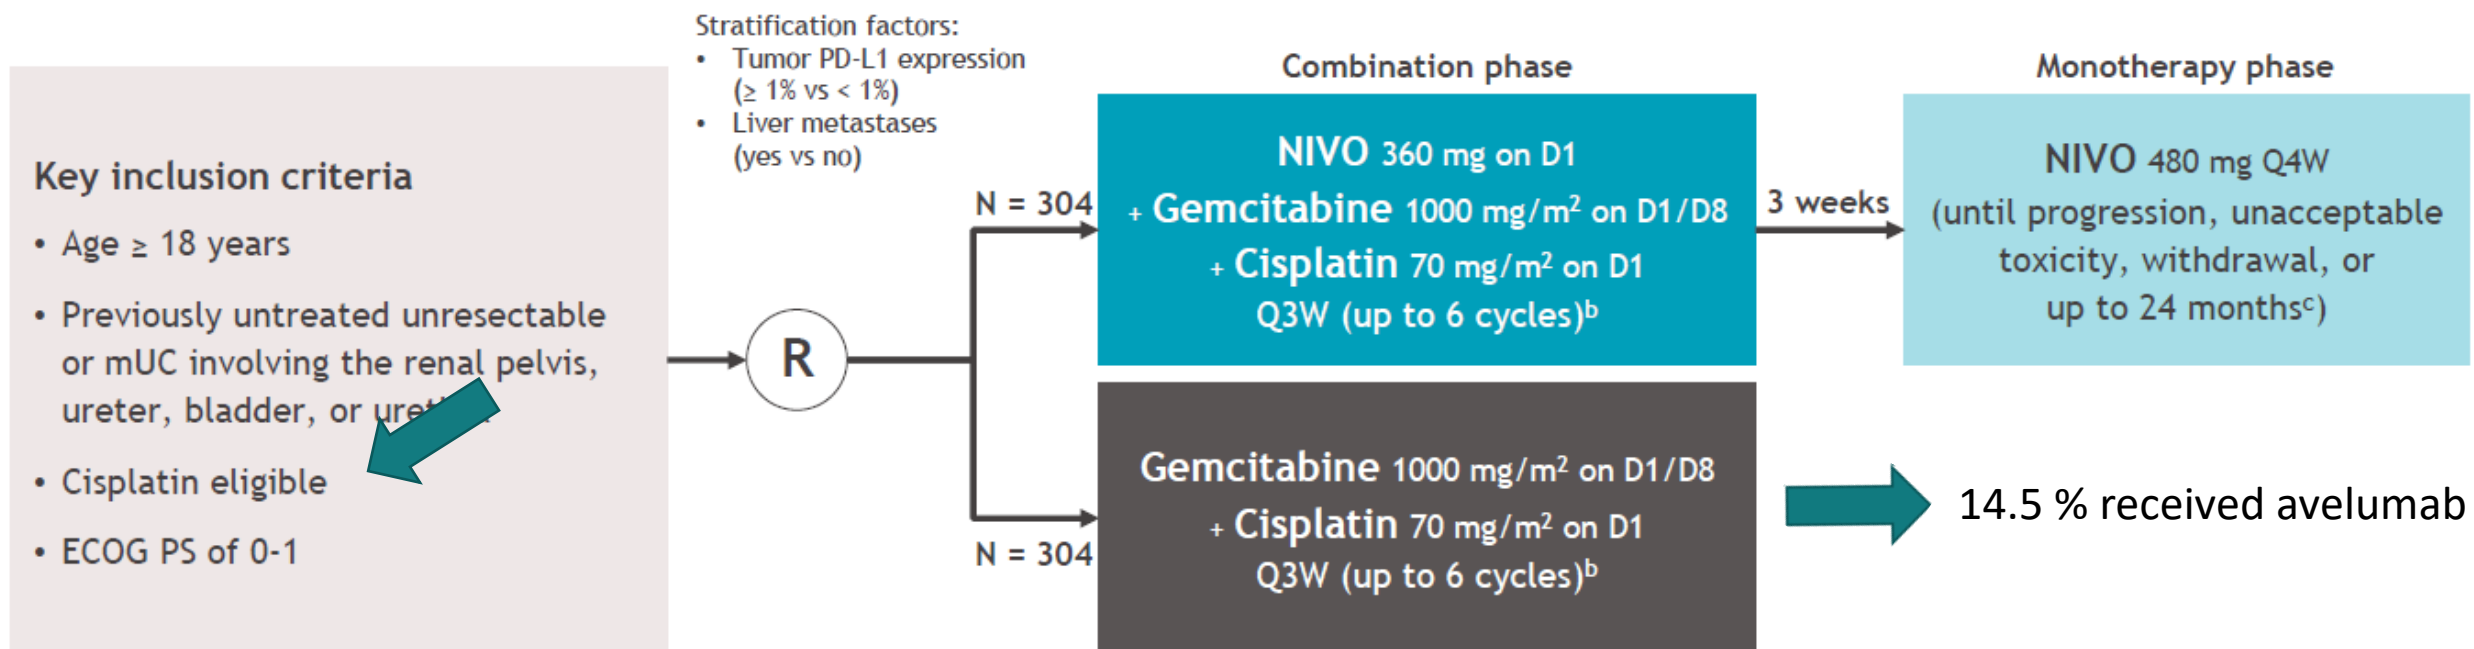 Stratification factors:
• Tumor PD-L1 expression
(≥ 1% vs < 1%)
• Liver metastases
(yes vs no)
Key inclusion criteria
• Age ≥ 18 years
• Previously untreated unresectable
or mUC involving the renal pelvis,
ureter, bladder, or
• Cisplatin eligible
• ECOG PS of 0-1
R
N = 304
N = 304
Combination phase
NIVO 360 mg on D1
+ Gemcitabine 1000 mg/m² on D1/D8
+ Cisplatin 70 mg/m² on D1
Q3W (up to 6 cycles)ᵇ
Gemcitabine 1000 mg/m² on D1/D8
+ Cisplatin 70 mg/m² on D1
Q3W (up to 6 cycles)ᵇ
3 weeks
Monotherapy phase
NIVO 480 mg Q4W
(until progression, unacceptable
toxicity, withdrawal, or
up to 24 monthsᶜ)
14.5 % received avelumab